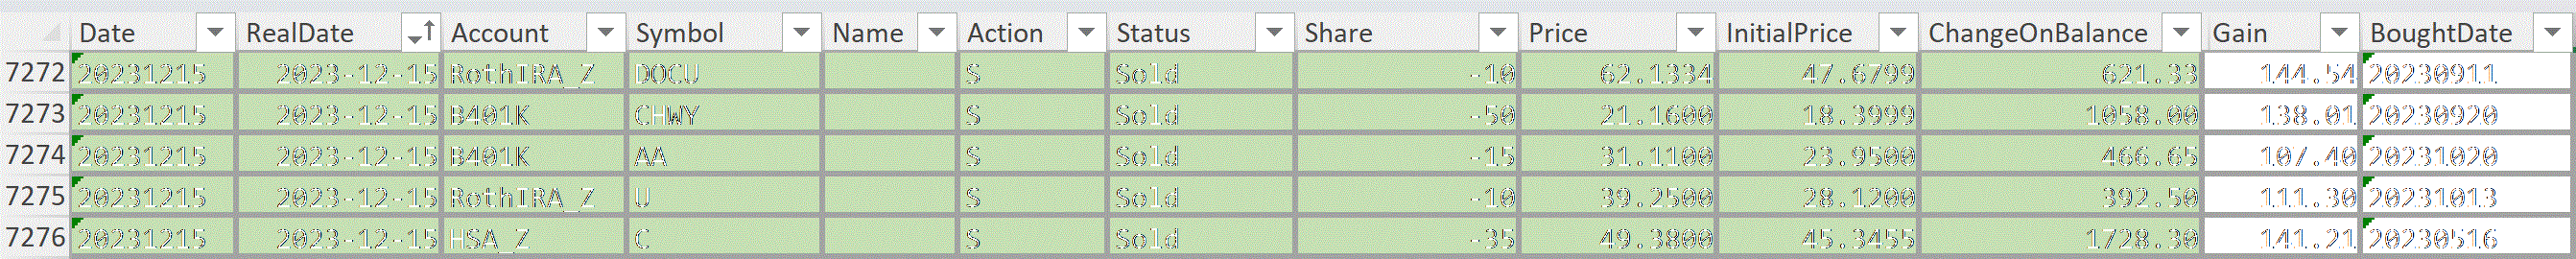 Date RealDate Account Symbol Name Action Status Share Price InitialPrice ChangeOnBalance Gain BoughtDate
7272 20231215 2023-12-15 RothIRA_Z DOCU S Sold -10 62.1334 47.6799 621.33 144.54 20230911
7273 20231215 2023-12-15 B401K CHWY S Sold -50 21.1600 18.3999 1058.00 138.01 20230920
7274 20231215 2023-12-15 B401K AA S Sold -15 31.1100 23.9500 466.65 107.40 20231020
7275 20231215 2023-12-15 RothIRA_Z U S Sold -10 39.2500 28.1200 392.50 111.30 20231013
7276 20231215 2023-12-15 HSA_Z C S Sold -35 49.3800 45.3455 1728.30 141.21 20230516